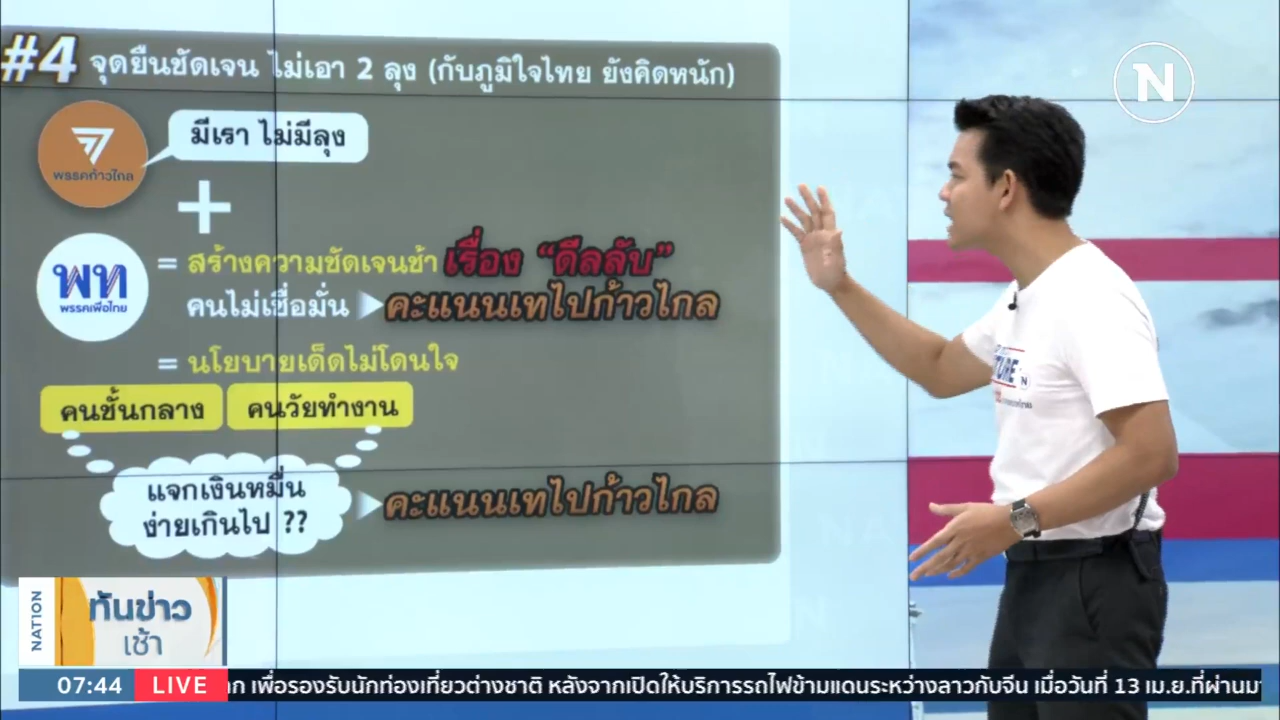 #4 จุดยืนชัดเจน ไม่เอา 2 ลุง (กับภูมิใจไทย ยังคิดหนัก)
พรรคก้าวไกล
มีเรา ไม่มีลุง
+
พท
พรรคเพื่อไทย
= สร้างความชัดเจนช้า เรื่อง “ดีลลับ”
คนไม่เชื่อมั่น คะแนนเทไปก้าวไกล
= นโยบายเด็ดไม่โดนใจ
คนชั้นกลาง คนวัยทำงาน
แจกเงินหมื่น
ง่ายเกินไป ??
คะแนนเทไปก้าวไกล
N
NATION
ทันข่าว
เช้า
07:44 LIVE เพื่อรองรับนักท่องเที่ยวต่างชาติ หลังจากเปิดให้บริการรถไฟข้ามแดนระหว่างลาวกับจีน เมื่อวันที่ 13 เม.ย.ที่ผ่านมา